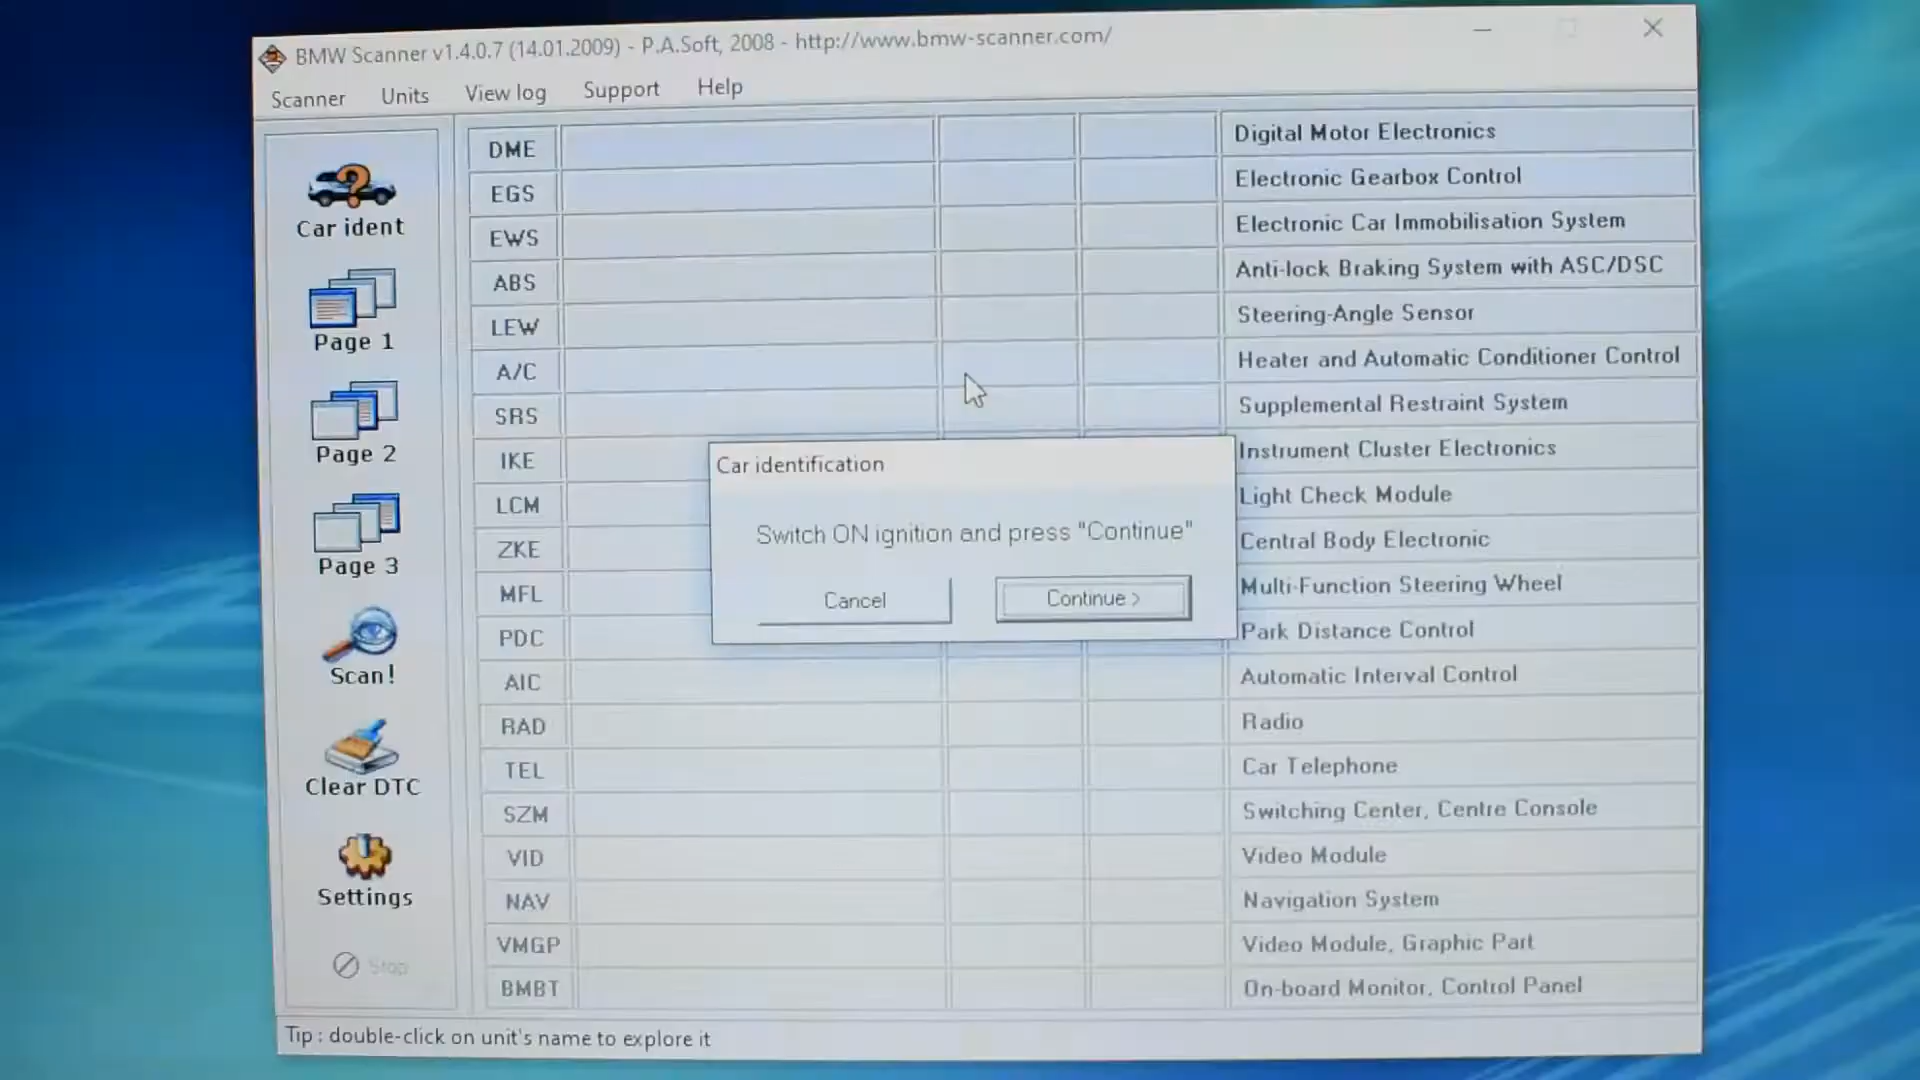 BMW Scanner v1.4.0.7 (14.01.2009) - P.A.Soft, 2008 - http://www.bmw-scanner.com/
Scanner Units View log Support Help
Car ident
Page 1
Page 2
Page 3
Scan!
Clear DTC
Settings
Stop
DME Digital Motor Electronics
EGS Electronic Gearbox Control
EWS Electronic Car Immobilisation System
ABS Anti-lock Braking System with ASC/DSC
LEW Steering-Angle Sensor
A/C Heater and Automatic Conditioner Control
SRS Supplemental Restraint System
IKE Instrument Cluster Electronics
LCM Light Check Module
ZKE Central Body Electronic
MFL Multi-Function Steering Wheel
PDC Park Distance Control
AIC Automatic Interval Control
RAD Radio
TEL Car Telephone
SZM Switching Center, Centre Console
VID Video Module
NAV Navigation System
VMGP Video Module, Graphic Part
BMBT On-board Monitor, Control Panel
Car identification
Switch ON ignition and press "Continue"
Cancel Continue >
Tip : double-click on unit's name to explore it